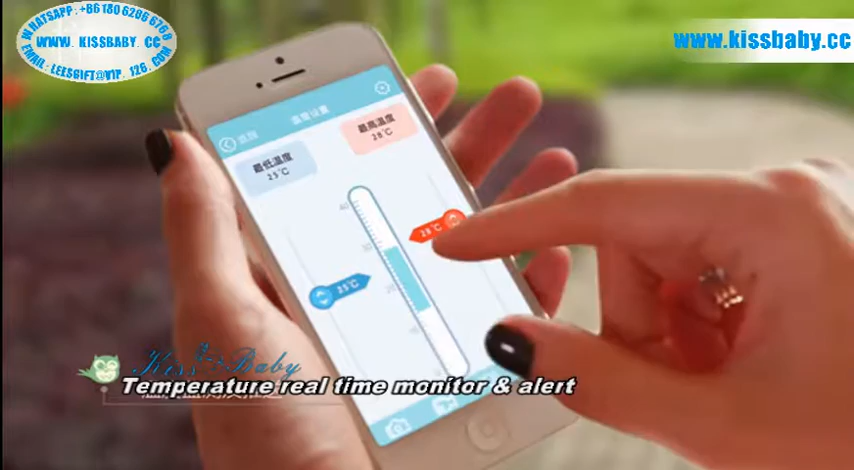 WHATSAPP: +86 180 6206 6768
www. KISSBABY. CC
EMAIL: LEESGIFT@VIP. 126. COM
www.kissbaby.cc
温度设置
最高温度
28℃
最低温度
25℃
40
30
28℃
25℃
20
10
Kiss Baby
Temperature real time monitor & alert